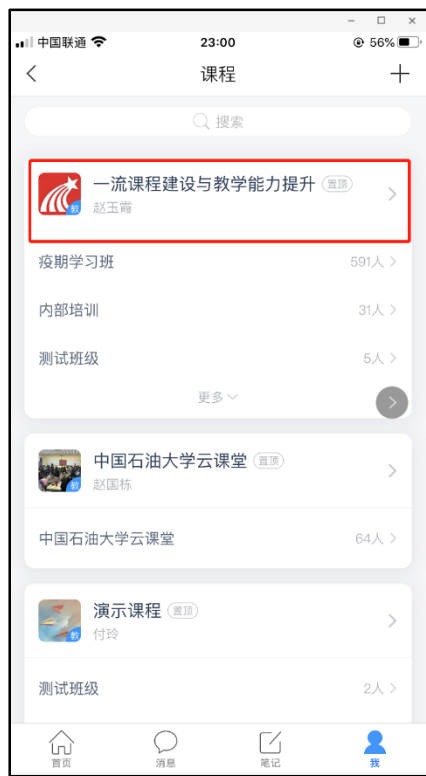 中国联通 23:00 56%
课程
搜索
一流课程建设与教学能力提升 置顶
教 赵玉霞
疫期学习班 591人
内部培训 31人
测试班级 5人
更多
中国石油大学云课堂 置顶
教 赵国栋
中国石油大学云课堂 64人
演示课程 置顶
教 付玲
测试班级 2人
首页 消息 笔记 我